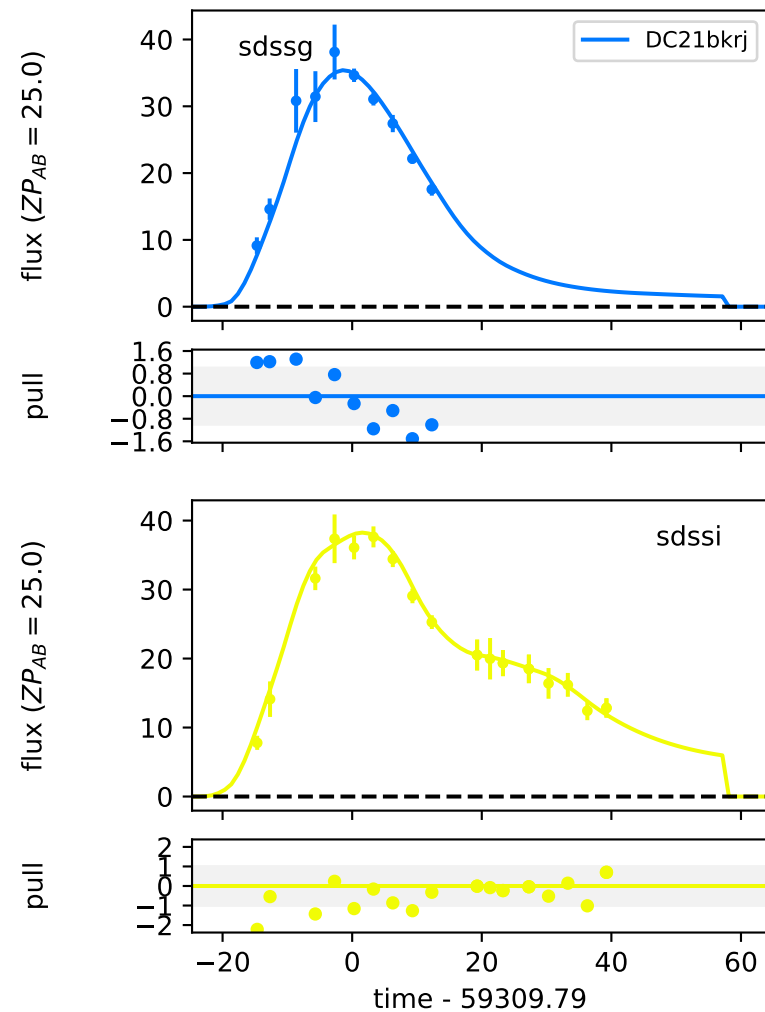 sdssg
DC21bkrj
flux (ZP_AB = 25.0)
40
30
20
10
0
pull
1.6
0.8
0.0
−0.8
−1.6
sdssi
flux (ZP_AB = 25.0)
40
30
20
10
0
pull
2
1
0
−1
−2
−20 0 20 40 60
time - 59309.79